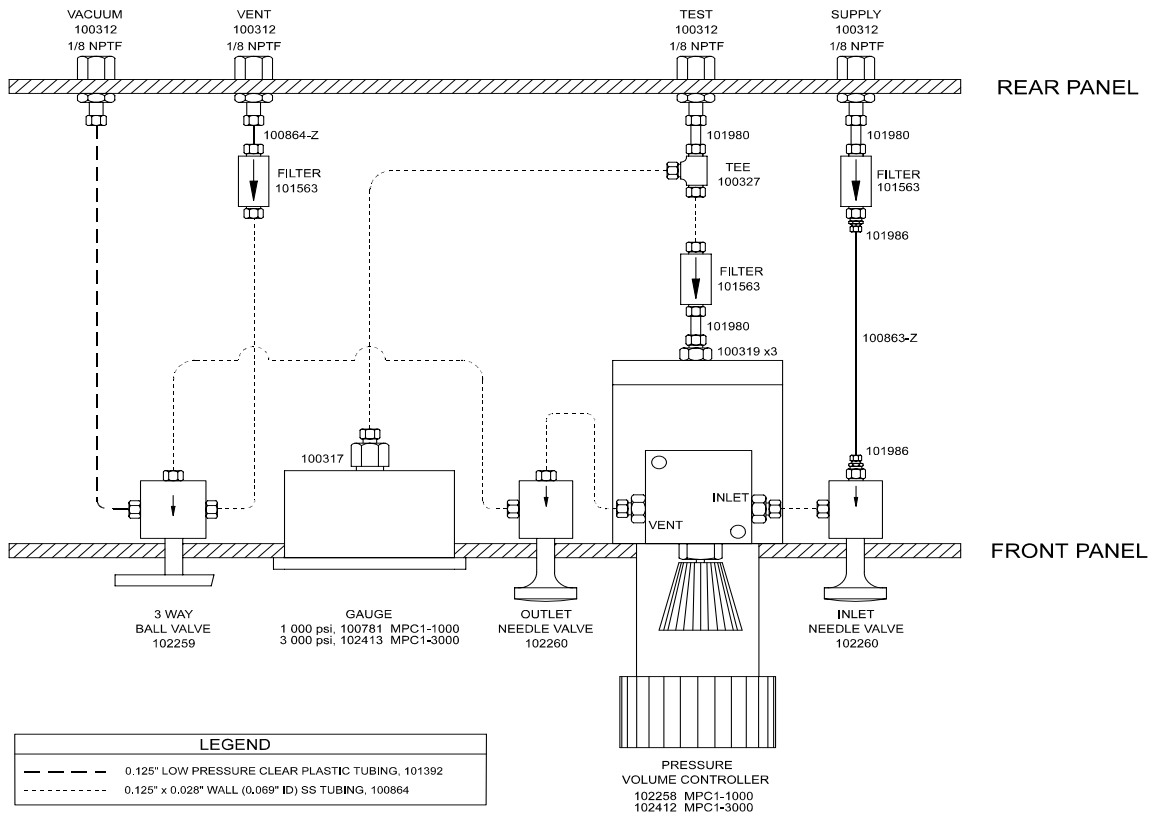 VACUUM
100312
1/8 NPTF
VENT
100312
1/8 NPTF
TEST
100312
1/8 NPTF
SUPPLY
100312
1/8 NPTF
REAR PANEL
100864-Z
FILTER
101563
101980
TEE
100327
101980
FILTER
101563
101986
FILTER
101563
101980
100319 x3
100863-Z
101986
100317
INLET
VENT
FRONT PANEL
3 WAY
BALL VALVE
102259
GAUGE
1 000 psi, 100781 MPC1-1000
3 000 psi, 102413 MPC1-3000
OUTLET
NEEDLE VALVE
102260
INLET
NEEDLE VALVE
102260
PRESSURE
VOLUME CONTROLLER
102258 MPC1-1000
102412 MPC1-3000
LEGEND
0.125" LOW PRESSURE CLEAR PLASTIC TUBING, 101392
0.125" x 0.028" WALL (0.069" ID) SS TUBING, 100864